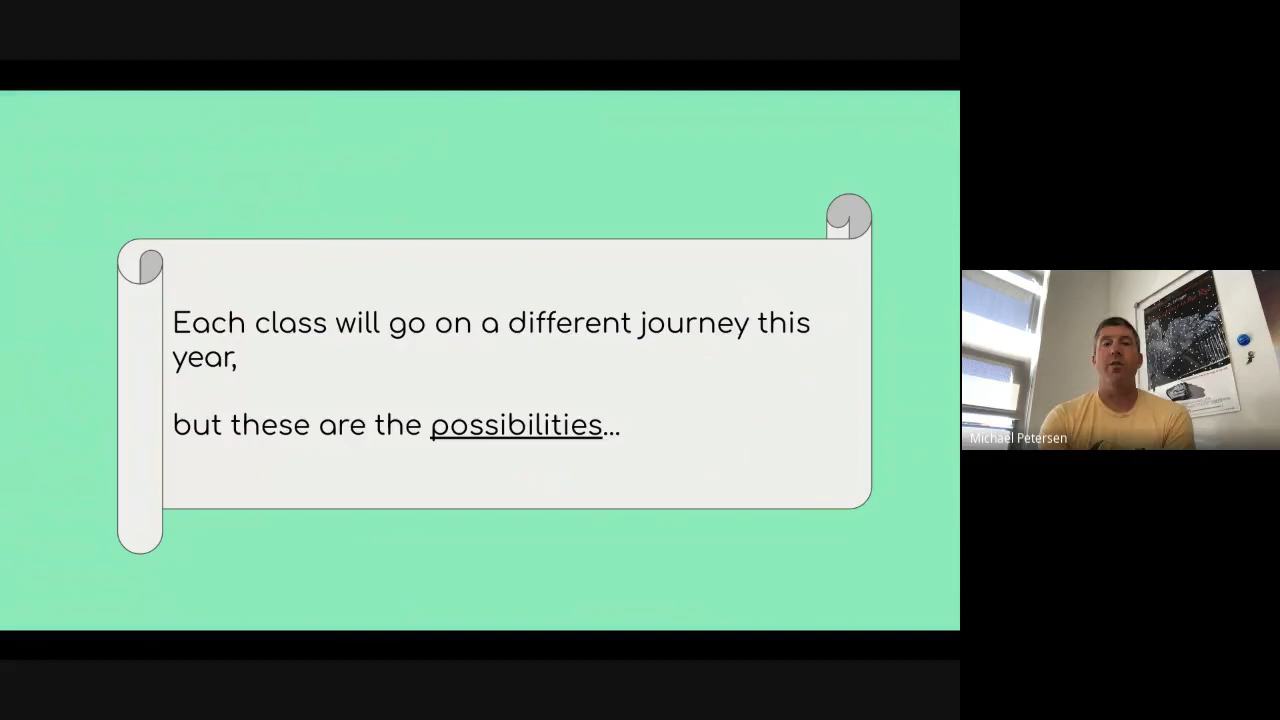 Each class will go on a different journey this
year,
but these are the possibilities...
Michael Petersen